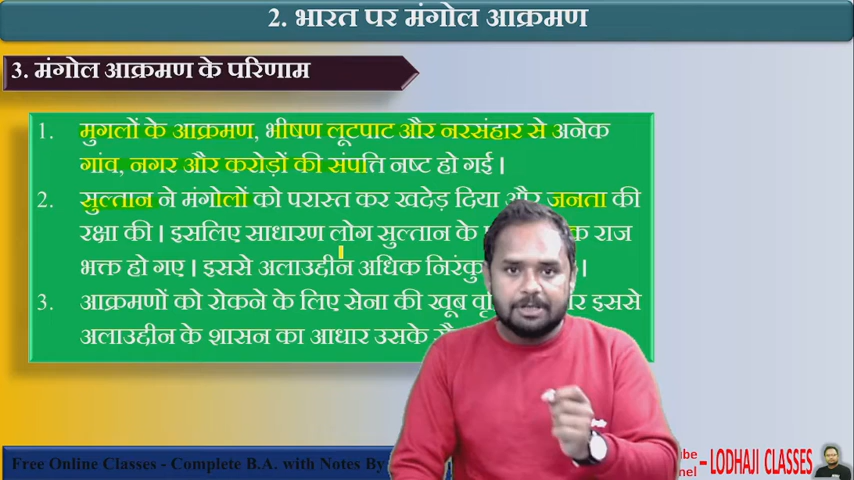 2. भारत पर मंगोल आक्रमण
3. मंगोल आक्रमण के परिणाम
1. मुगलों के आक्रमण, भीषण लूटपाट और नरसंहार से अनेक
गांव, नगर और करोड़ों की संपत्ति नष्ट हो गई |
2. सुल्तान ने मंगोलों को परास्त कर खदेड़ दिया और जनता की
रक्षा की | इसलिए साधारण लोग सुल्तान के राज
भक्त हो गए | इससे अलाउद्दीन अधिक |
3. आक्रमणों को रोकने के लिए सेना की खूब इससे
अलाउद्दीन के शासन का आधार उसके
Free Online Classes - Complete B.A. with Notes By
– LODHAJI CLASSES